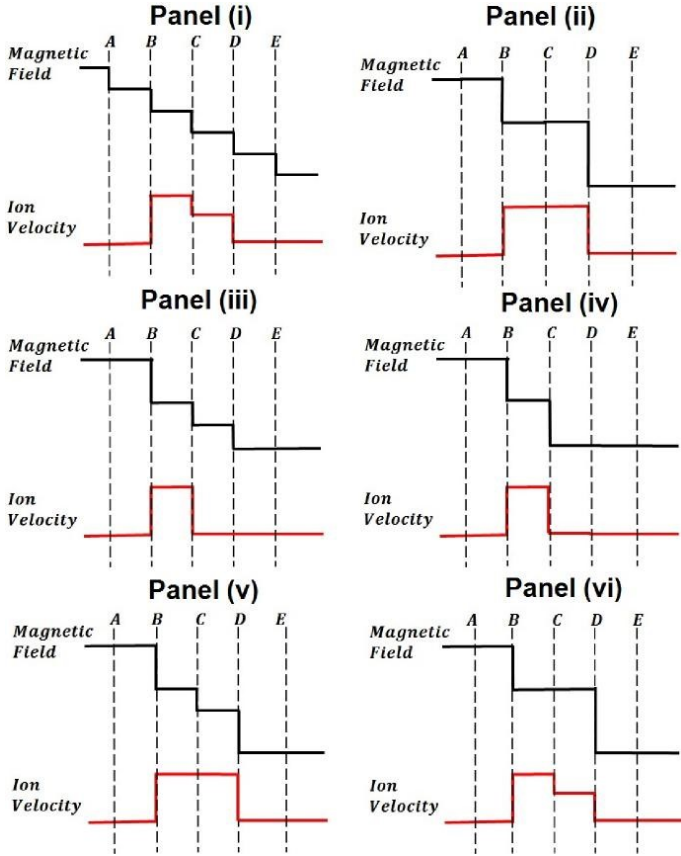 Panel (i)
A B C D E
Magnetic
Field
Ion
Velocity
Panel (ii)
A B C D E
Magnetic
Field
Ion
Velocity
Panel (iii)
A B C D E
Magnetic
Field
Ion
Velocity
Panel (iv)
A B C D E
Magnetic
Field
Ion
Velocity
Panel (v)
A B C D E
Magnetic
Field
Ion
Velocity
Panel (vi)
A B C D E
Magnetic
Field
Ion
Velocity